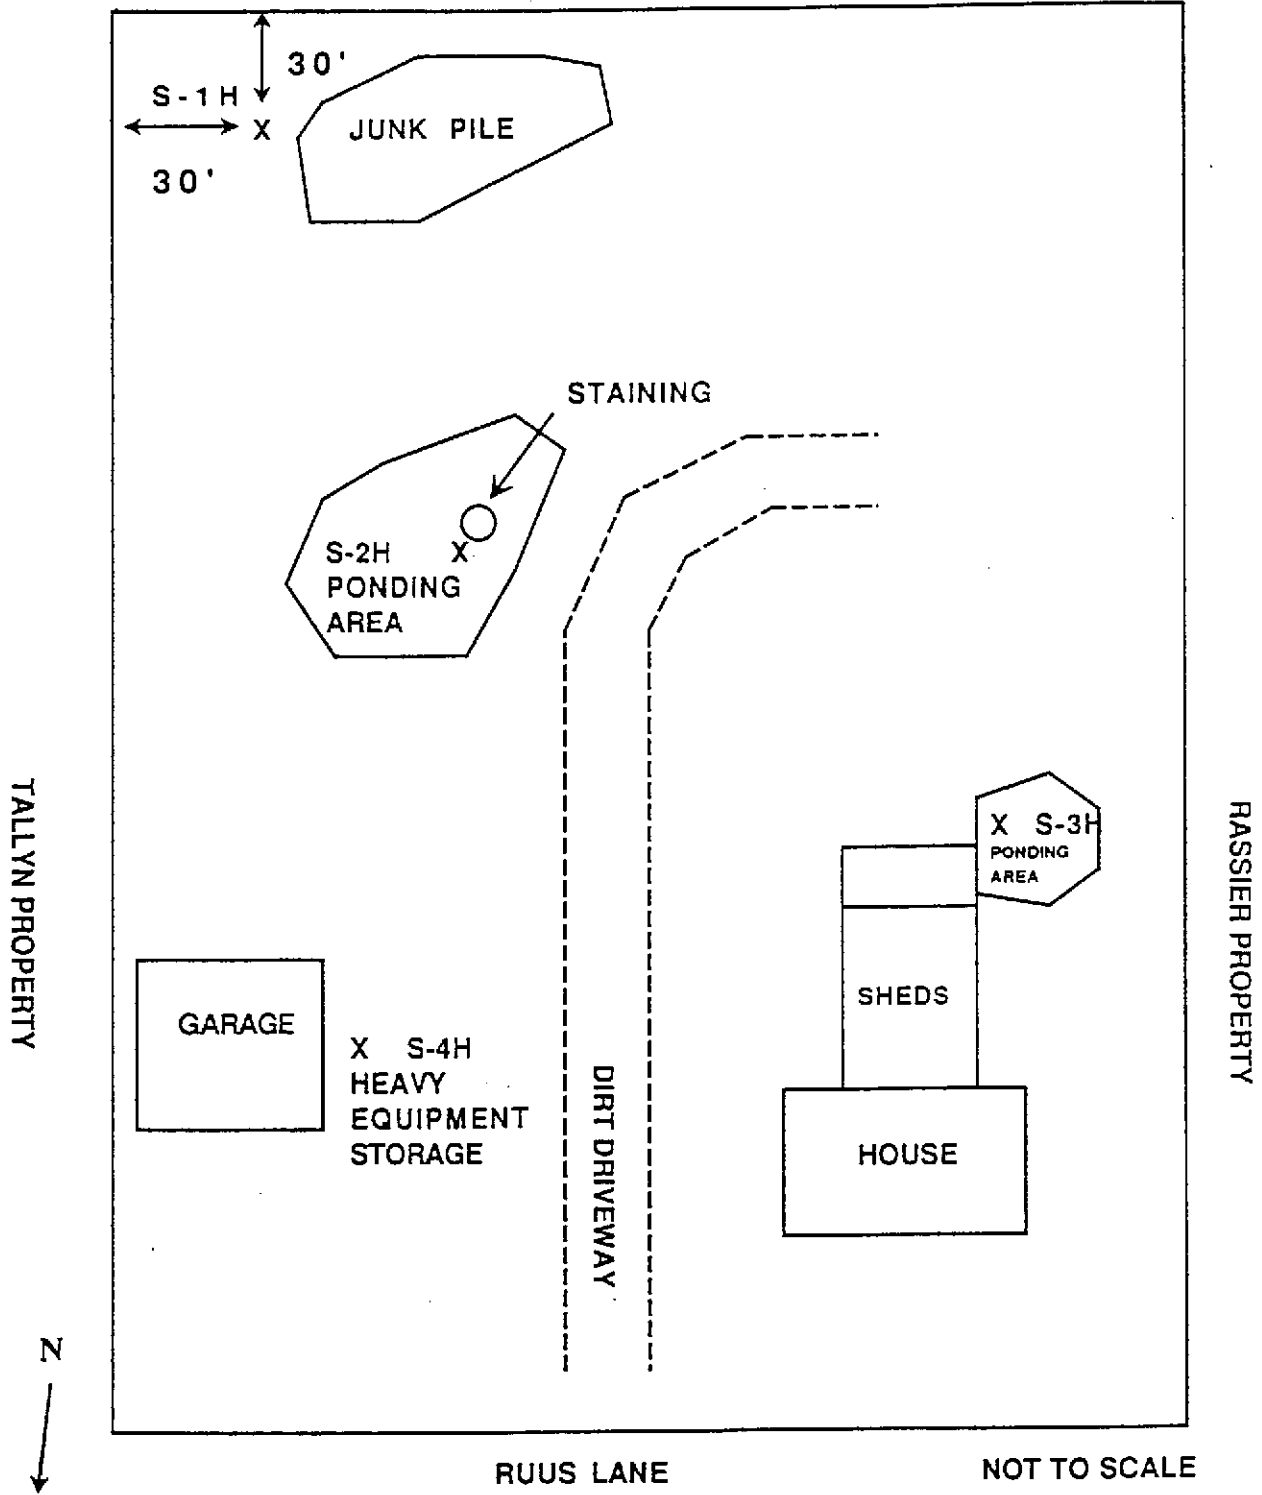 30'
S-1H
X
JUNK PILE
30'
STAINING
S-2H X
PONDING
AREA
X S-3H
PONDING
AREA
TALLYN PROPERTY
RASSIER PROPERTY
SHEDS
GARAGE
X S-4H
HEAVY
EQUIPMENT
STORAGE
DIRT DRIVEWAY
HOUSE
N
RUUS LANE
NOT TO SCALE